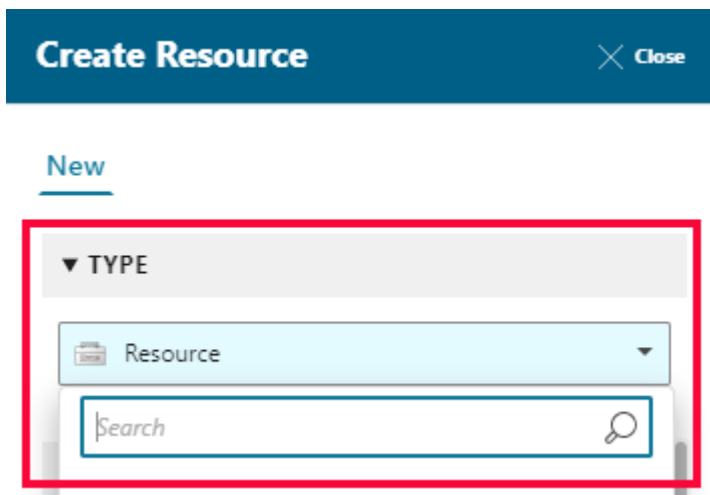 Create Resource
Close
New
TYPE
Resource
Search